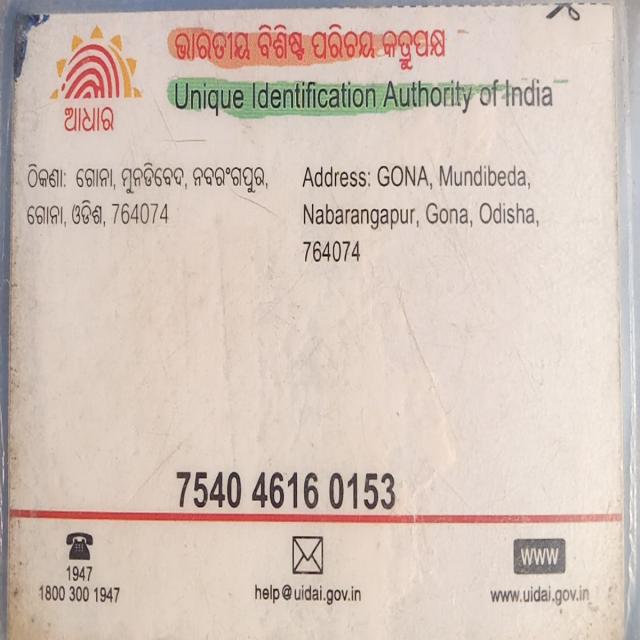 ଭାରତୀୟ ବିଶିଷ୍ଟ ପରିଚୟ କତୃପକ୍ଷ
Unique Identification Authority of India
ଆଧାର
ଠିକଣା: ଗୋନା, ମୁନଡିବେଦ, ନବରଂଗପୁର,
ଗୋନା, ଓଡିଶ, 764074
Address: GONA, Mundibeda,
Nabarangapur, Gona, Odisha,
764074
7540 4616 0153
1947
1800 300 1947
help@uidai.gov.in
WWW
www.uidai.gov.in